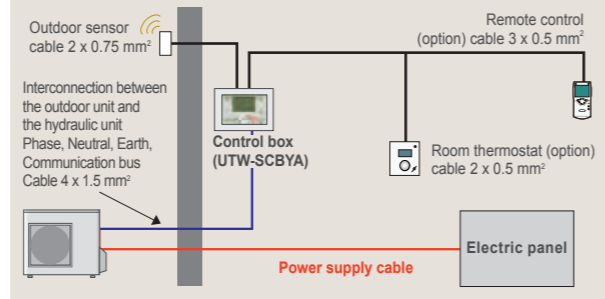 Outdoor sensor
cable 2 x 0.75 mm²
Remote control
(option) cable 3 x 0.5 mm²
Interconnection between
the outdoor unit and
the hydraulic unit
Phase, Neutral, Earth,
Communication bus
Cable 4 x 1.5 mm²
Control box
(UTW-SCBYA)
Room thermostat (option)
cable 2 x 0.5 mm²
Electric panel
Power supply cable